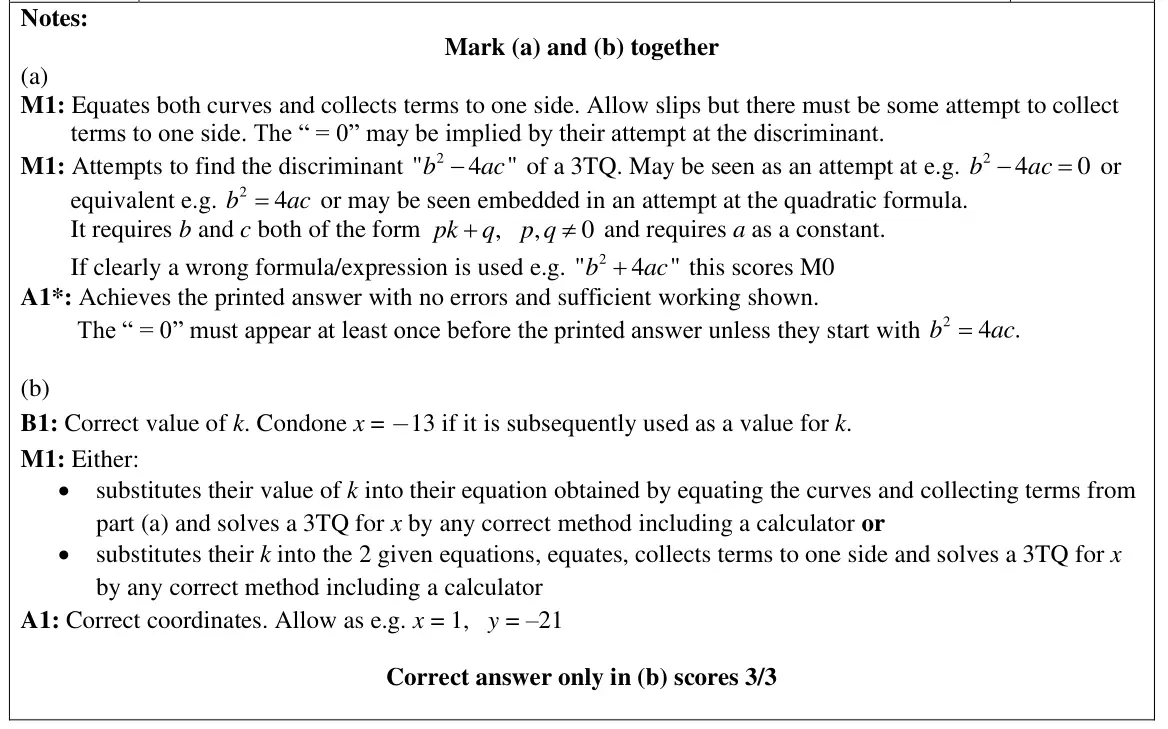 Notes:
Mark (a) and (b) together
(a)
M1: Equates both curves and collects terms to one side. Allow slips but there must be some attempt to collect
terms to one side. The “ = 0” may be implied by their attempt at the discriminant.
M1: Attempts to find the discriminant "b² − 4ac" of a 3TQ. May be seen as an attempt at e.g. b² − 4ac = 0 or
equivalent e.g. b² = 4ac or may be seen embedded in an attempt at the quadratic formula.
It requires b and c both of the form pk + q, p, q ≠ 0 and requires a as a constant.
If clearly a wrong formula/expression is used e.g. "b² + 4ac" this scores M0
A1*: Achieves the printed answer with no errors and sufficient working shown.
The “ = 0” must appear at least once before the printed answer unless they start with b² = 4ac.
(b)
B1: Correct value of k. Condone x = −13 if it is subsequently used as a value for k.
M1: Either:
• substitutes their value of k into their equation obtained by equating the curves and collecting terms from
part (a) and solves a 3TQ for x by any correct method including a calculator or
• substitutes their k into the 2 given equations, equates, collects terms to one side and solves a 3TQ for x
by any correct method including a calculator
A1: Correct coordinates. Allow as e.g. x = 1, y = –21
Correct answer only in (b) scores 3/3